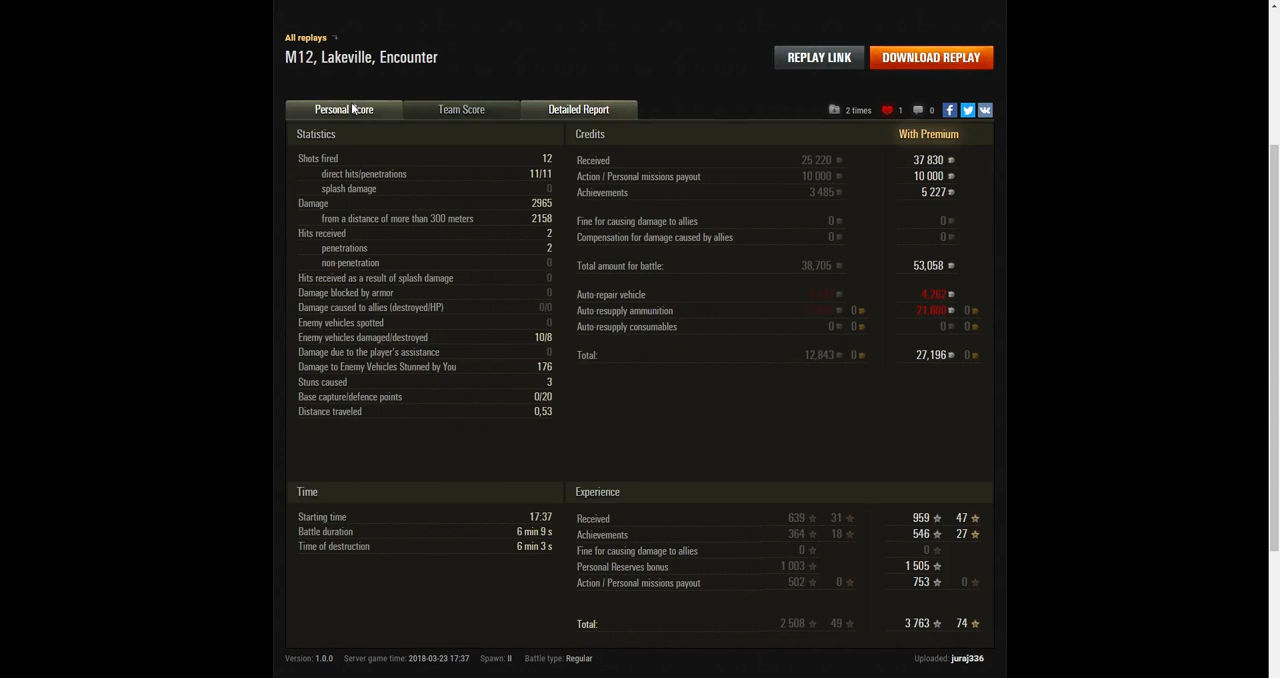 All replays
M12, Lakeville, Encounter
REPLAY LINK
DOWNLOAD REPLAY
Personal Score
Team Score
Detailed Report
2 times 1 0
Statistics
Shots fired 12
direct hits/penetrations 11/11
splash damage 0
Damage 2965
from a distance of more than 300 meters 2158
Hits received 2
penetrations 2
non-penetration 0
Hits received as a result of splash damage 0
Damage blocked by armor 0
Damage caused to allies (destroyed/HP) 0/0
Enemy vehicles spotted 0
Enemy vehicles damaged/destroyed 10/8
Damage due to the player's assistance 0
Damage to Enemy Vehicles Stunned by You 176
Stuns caused 3
Base capture/defence points 0/20
Distance traveled 0,53
Credits With Premium
Received 25 220 37 830
Action / Personal missions payout 10 000 10 000
Achievements 3 485 5 227
Fine for causing damage to allies 0 0
Compensation for damage caused by allies 0 0
Total amount for battle: 38,705 53,058
Auto-repair vehicle 4,262
Auto-resupply ammunition 0 21,600 0
Auto-resupply consumables 0 0 0 0
Total: 12,843 0 27,196 0
Time
Starting time 17:37
Battle duration 6 min 9 s
Time of destruction 6 min 3 s
Experience
Received 639 31 959 47
Achievements 364 18 546 27
Fine for causing damage to allies 0 0
Personal Reserves bonus 1 003 1 505
Action / Personal missions payout 502 0 753 0
Total: 2 508 49 3 763 74
Version: 1.0.0 Server game time: 2018-03-23 17:37 Spawn: II Battle type: Regular Uploaded: juraj336